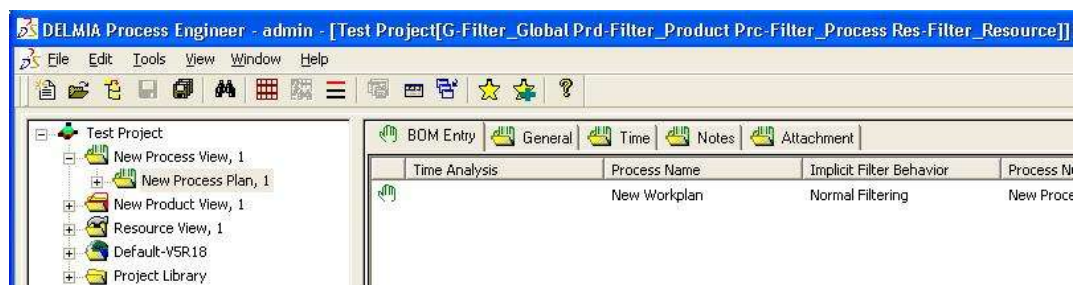 DELMIA Process Engineer - admin - [Test Project[G-Filter_Global Prd-Filter_Product Prc-Filter_Process Res-Filter_Resource]]
File Edit Tools View Window Help
Test Project
New Process View, 1
New Process Plan, 1
New Product View, 1
Resource View, 1
Default-V5R18
Project Library
BOM Entry General Time Notes Attachment
Time Analysis Process Name Implicit Filter Behavior Process Nu
New Workplan Normal Filtering New Proce